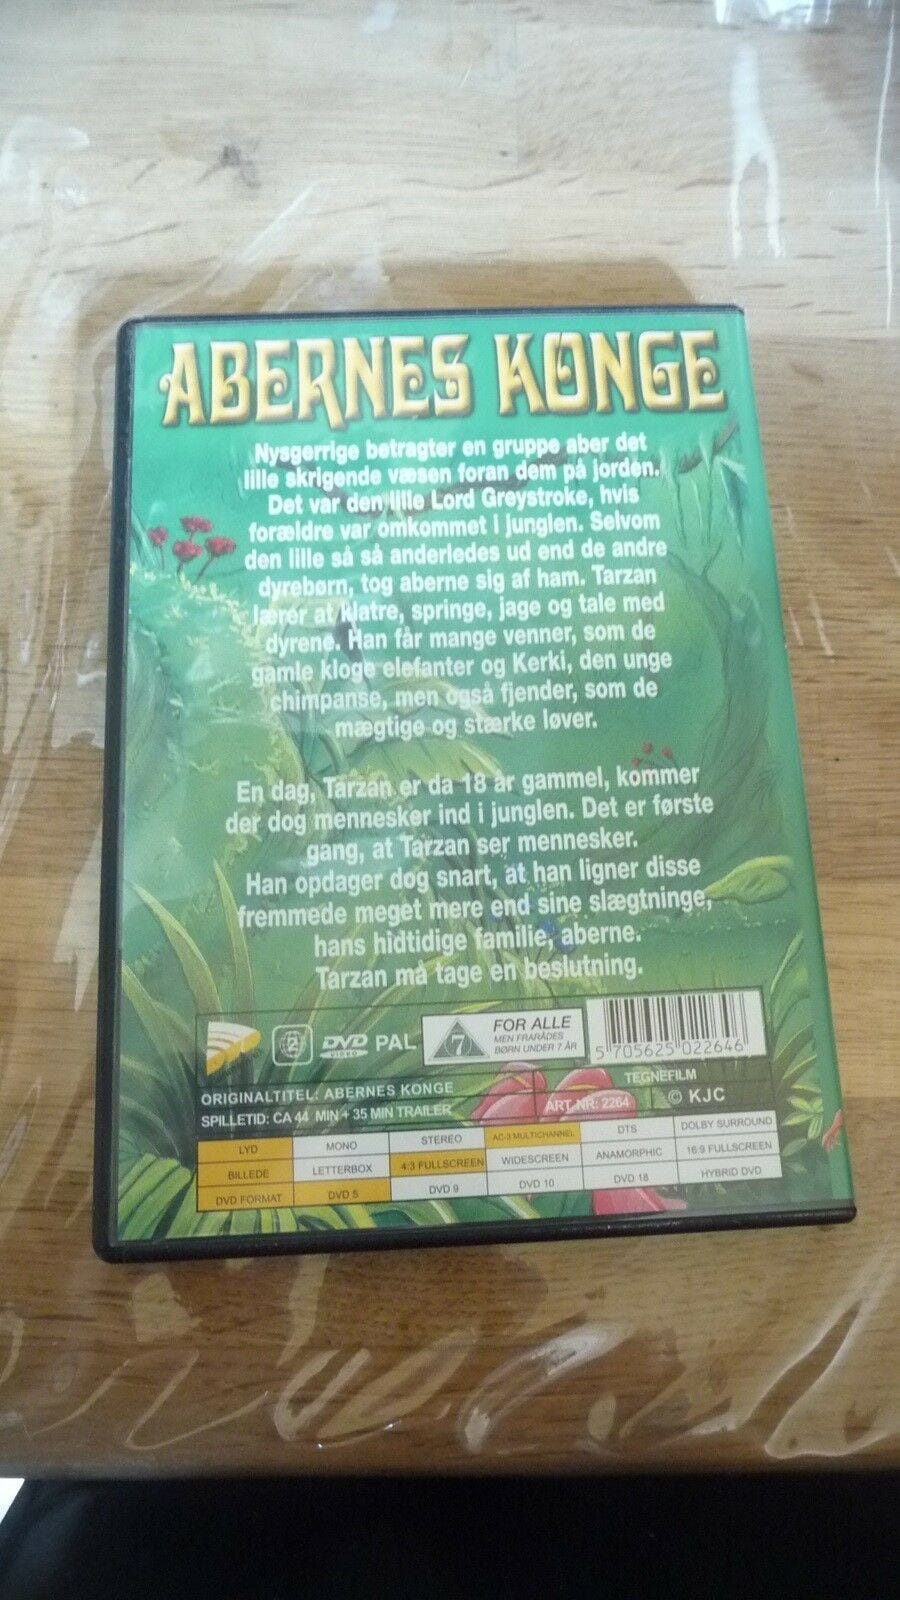 ABERNES KONGE
Nysgerrige betragter en gruppe aber det
lille skrigende væsen foran dem på jorden.
Det var den lille Lord Greystroke, hvis
forældre var omkommet i junglen. Selvom
den lille så så anderledes ud end de andre
dyrebørn, tog aberne sig af ham. Tarzan
lærer at klatre, springe, jage og tale med
dyrene. Han får mange venner, som de
gamle kloge elefanter og Kerki, den unge
chimpanse, men også fjender, som de
mægtige og stærke løver.
En dag, Tarzan er da 18 år gammel, kommer
der dog mennesker ind i junglen. Det er første
gang, at Tarzan ser mennesker.
Han opdager dog snart, at han ligner disse
fremmede meget mere end sine slægtninge,
hans hidtidige familie, aberne.
Tarzan må tage en beslutning.
2 DVD VIDEO PAL 7 FOR ALLE
MEN FRARÅDES
BØRN UNDER 7 ÅR
5 705625 022646
ORIGINALTITEL: ABERNES KONGE TEGNEFILM
SPILLETID: CA 44 MIN + 35 MIN TRAILER ART.NR: 2264 © KJC
LYD MONO STEREO AC-3 MULTICHANNEL DTS DOLBY SURROUND
BILLEDE LETTERBOX 4:3 FULLSCREEN WIDESCREEN ANAMORPHIC 16:9 FULLSCREEN
DVD FORMAT DVD 5 DVD 9 DVD 10 DVD 18 HYBRID DVD